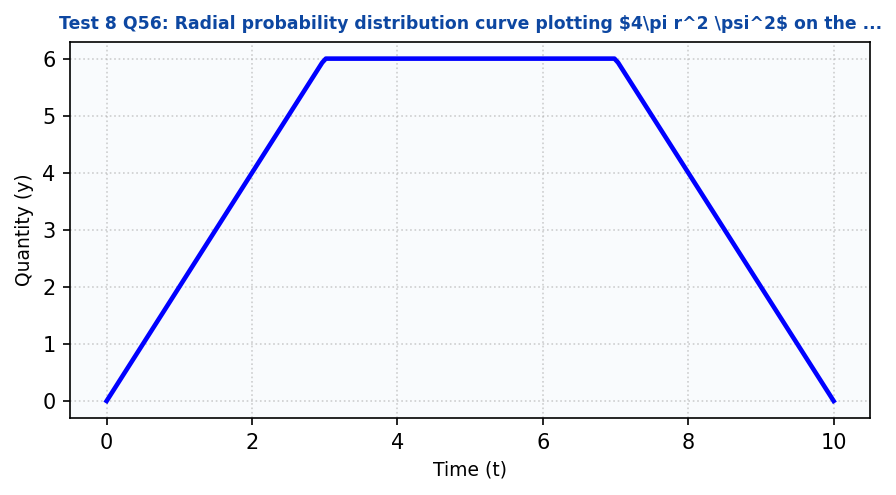 Test 8 Q56: Radial probability distribution curve plotting $4\pi r^2 \psi^2$ on the ...
6
5
4
3
2
1
0
Quantity (y)
0 2 4 6 8 10
Time (t)